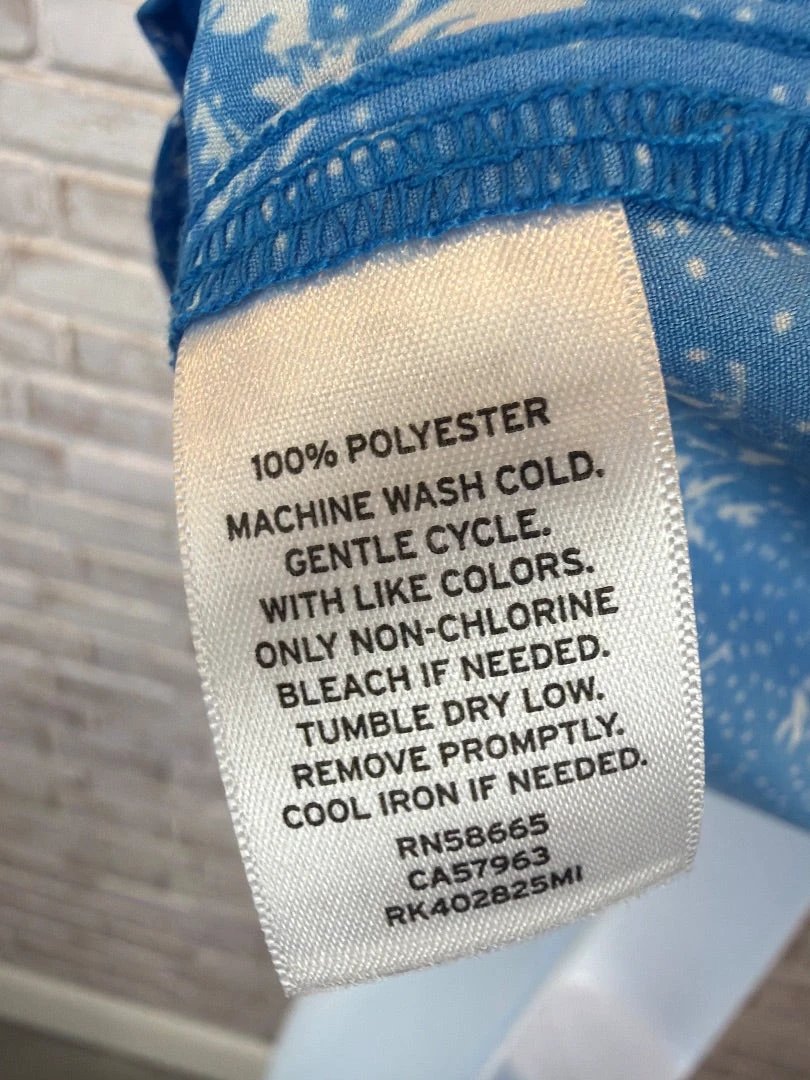 100% POLYESTER
MACHINE WASH COLD.
GENTLE CYCLE.
WITH LIKE COLORS.
ONLY NON-CHLORINE
BLEACH IF NEEDED.
TUMBLE DRY LOW.
REMOVE PROMPTLY.
COOL IRON IF NEEDED.
RN58665
CA57963
RK402825MI